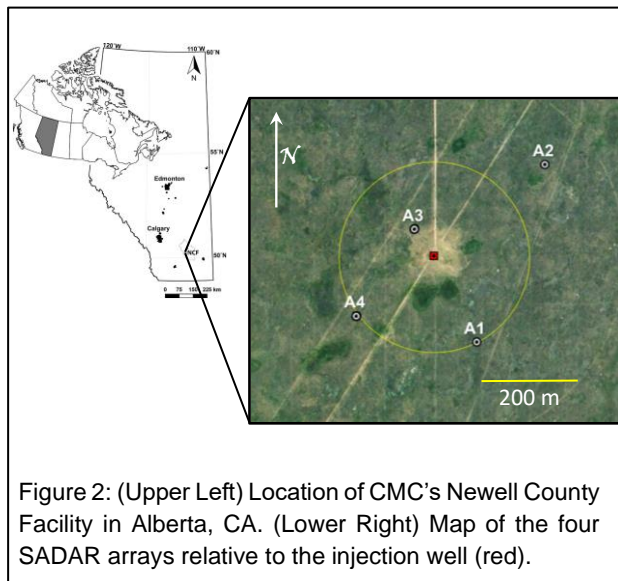 120°N
110°N
60°N
N
55°N
Edmonton
Calgary
NCF
50°N
0 75 150 225 km
N
A2
A3
A4
A1
200 m
Figure 2: (Upper Left) Location of CMC's Newell County
Facility in Alberta, CA. (Lower Right) Map of the four
SADAR arrays relative to the injection well (red).